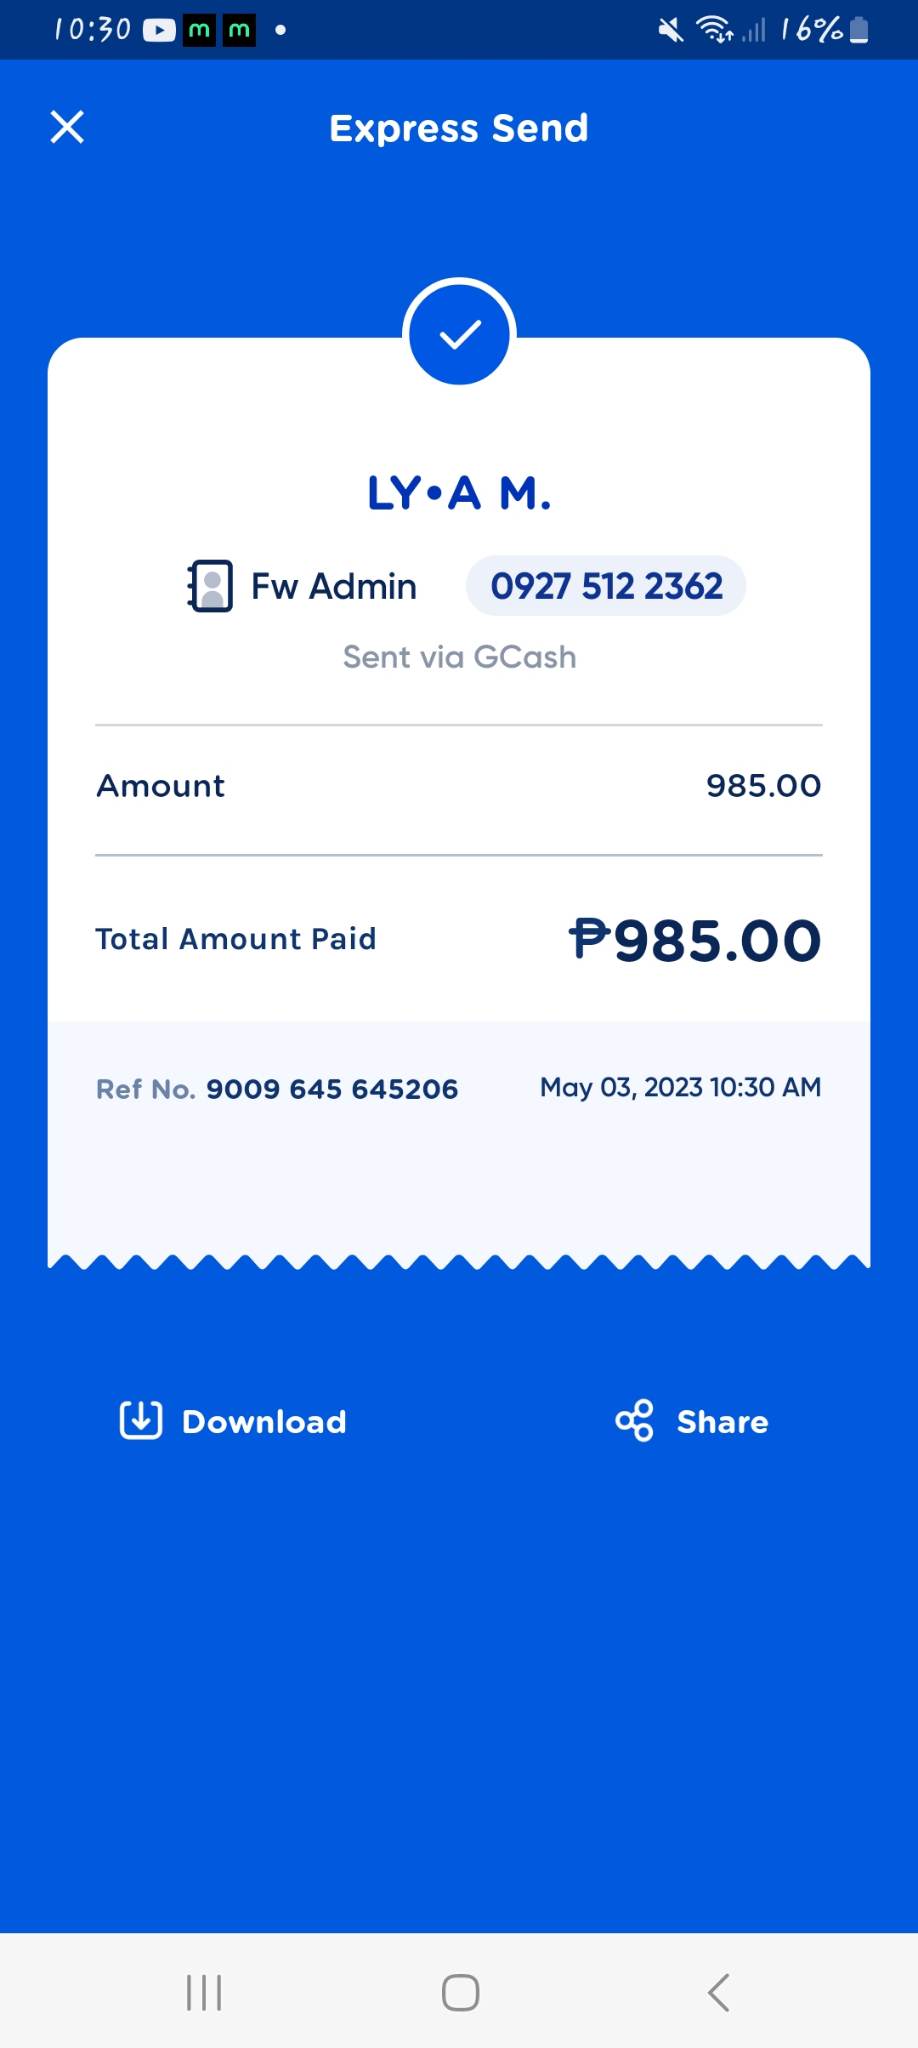 10:30 m m 16%
Express Send
LY•A M.
Fw Admin 0927 512 2362
Sent via GCash
Amount 985.00
Total Amount Paid ₱985.00
Ref No. 9009 645 645206 May 03, 2023 10:30 AM
Download Share